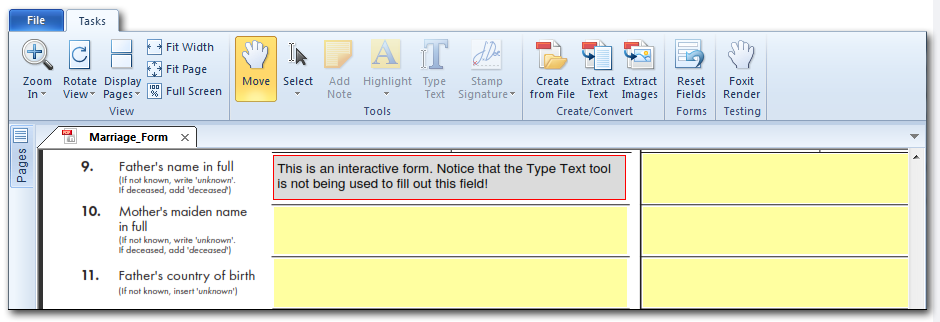 File Tasks
Zoom In
Rotate View
Display Pages
Fit Width
Fit Page
100% Full Screen
View
Move
Select
Add Note
Highlight
Type Text
Stamp Signature
Tools
Create from File
Extract Text
Extract Images
Create/Convert
Reset Fields
Forms
Foxit Render
Testing
Pages
PDF Marriage_Form
9. Father's name in full
(If not known, write 'unknown'.
If deceased, add 'deceased')
This is an interactive form. Notice that the Type Text tool
is not being used to fill out this field!
10. Mother's maiden name
in full
(If not known, write 'unknown'.
If deceased, add 'deceased')
11. Father's country of birth
(If not known, insert 'unknown')